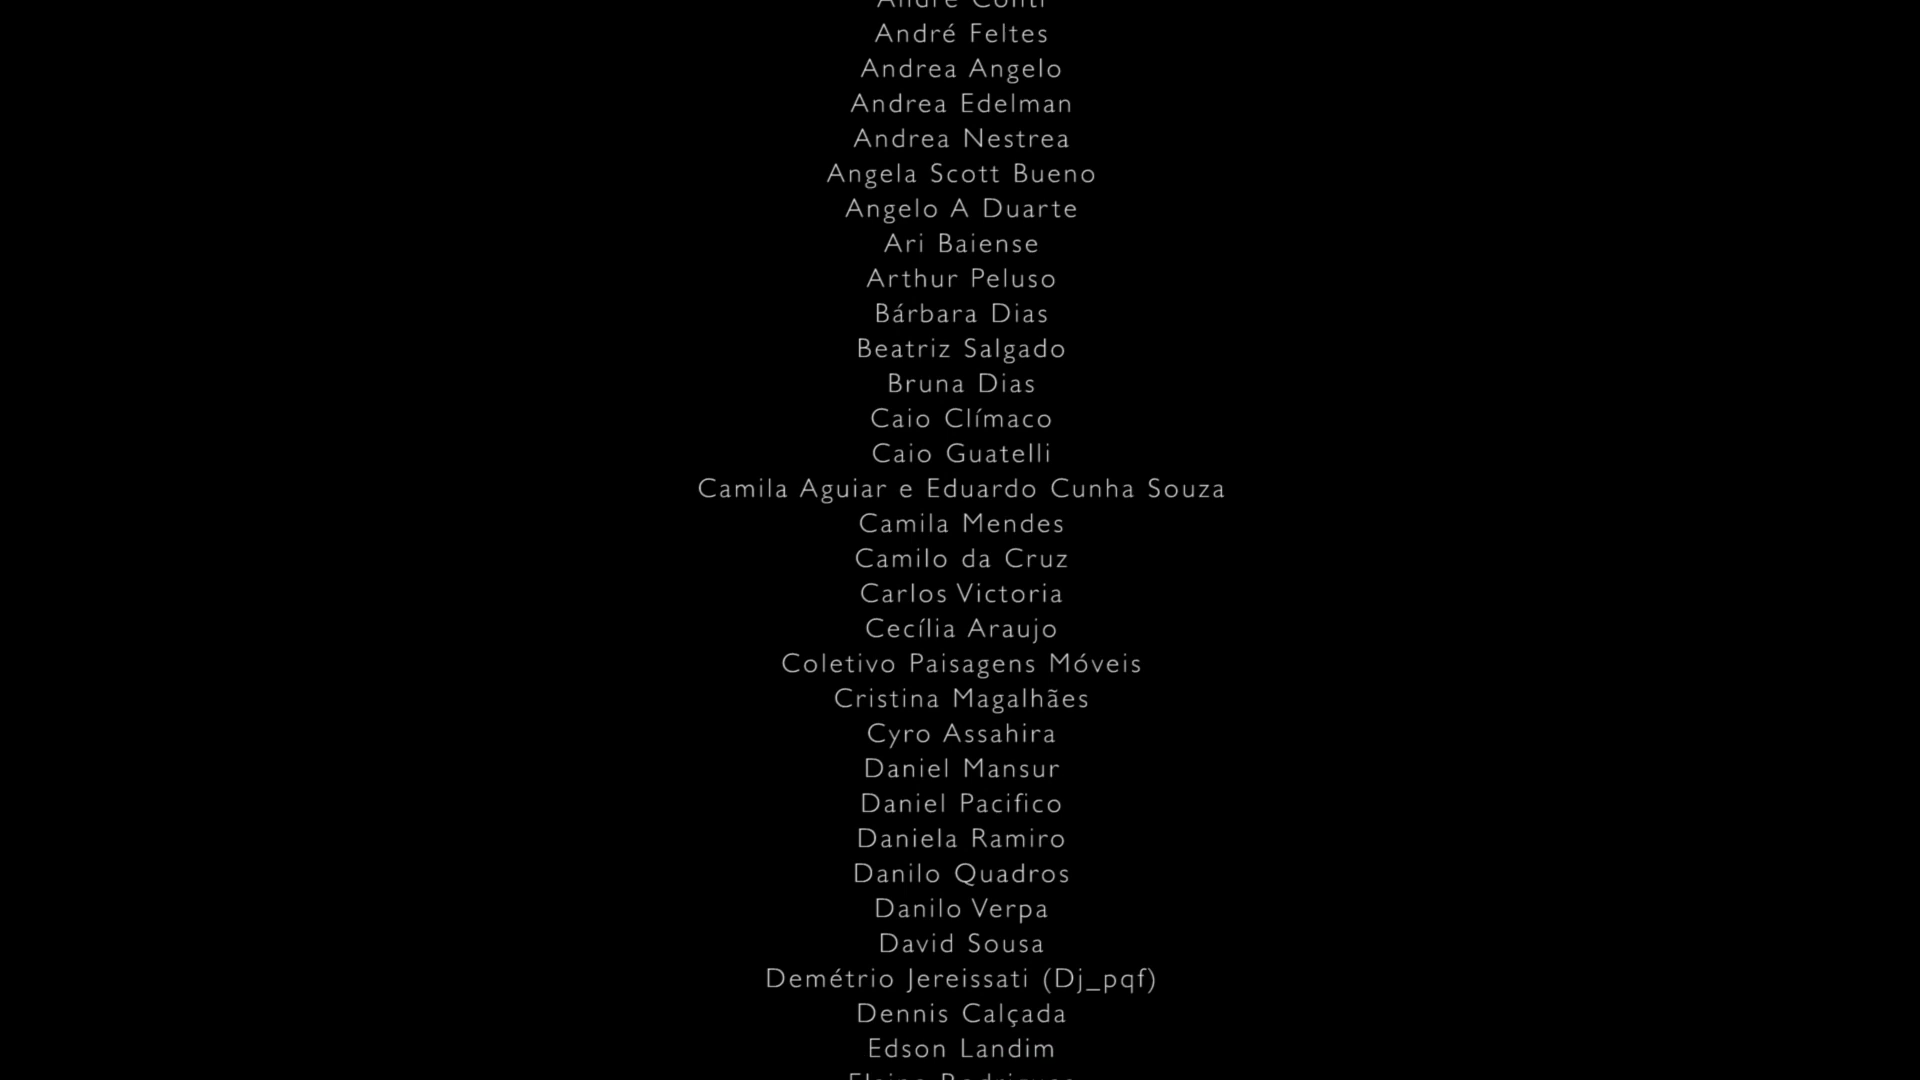 André Conti
André Feltes
Andrea Angelo
Andrea Edelman
Andrea Nestrea
Angela Scott Bueno
Angelo A Duarte
Ari Baiense
Arthur Peluso
Bárbara Dias
Beatriz Salgado
Bruna Dias
Caio Clímaco
Caio Guatelli
Camila Aguiar e Eduardo Cunha Souza
Camila Mendes
Camilo da Cruz
Carlos Victoria
Cecília Araujo
Coletivo Paisagens Móveis
Cristina Magalhães
Cyro Assahira
Daniel Mansur
Daniel Pacifico
Daniela Ramiro
Danilo Quadros
Danilo Verpa
David Sousa
Demétrio Jereissati (Dj_pqf)
Dennis Calçada
Edson Landim